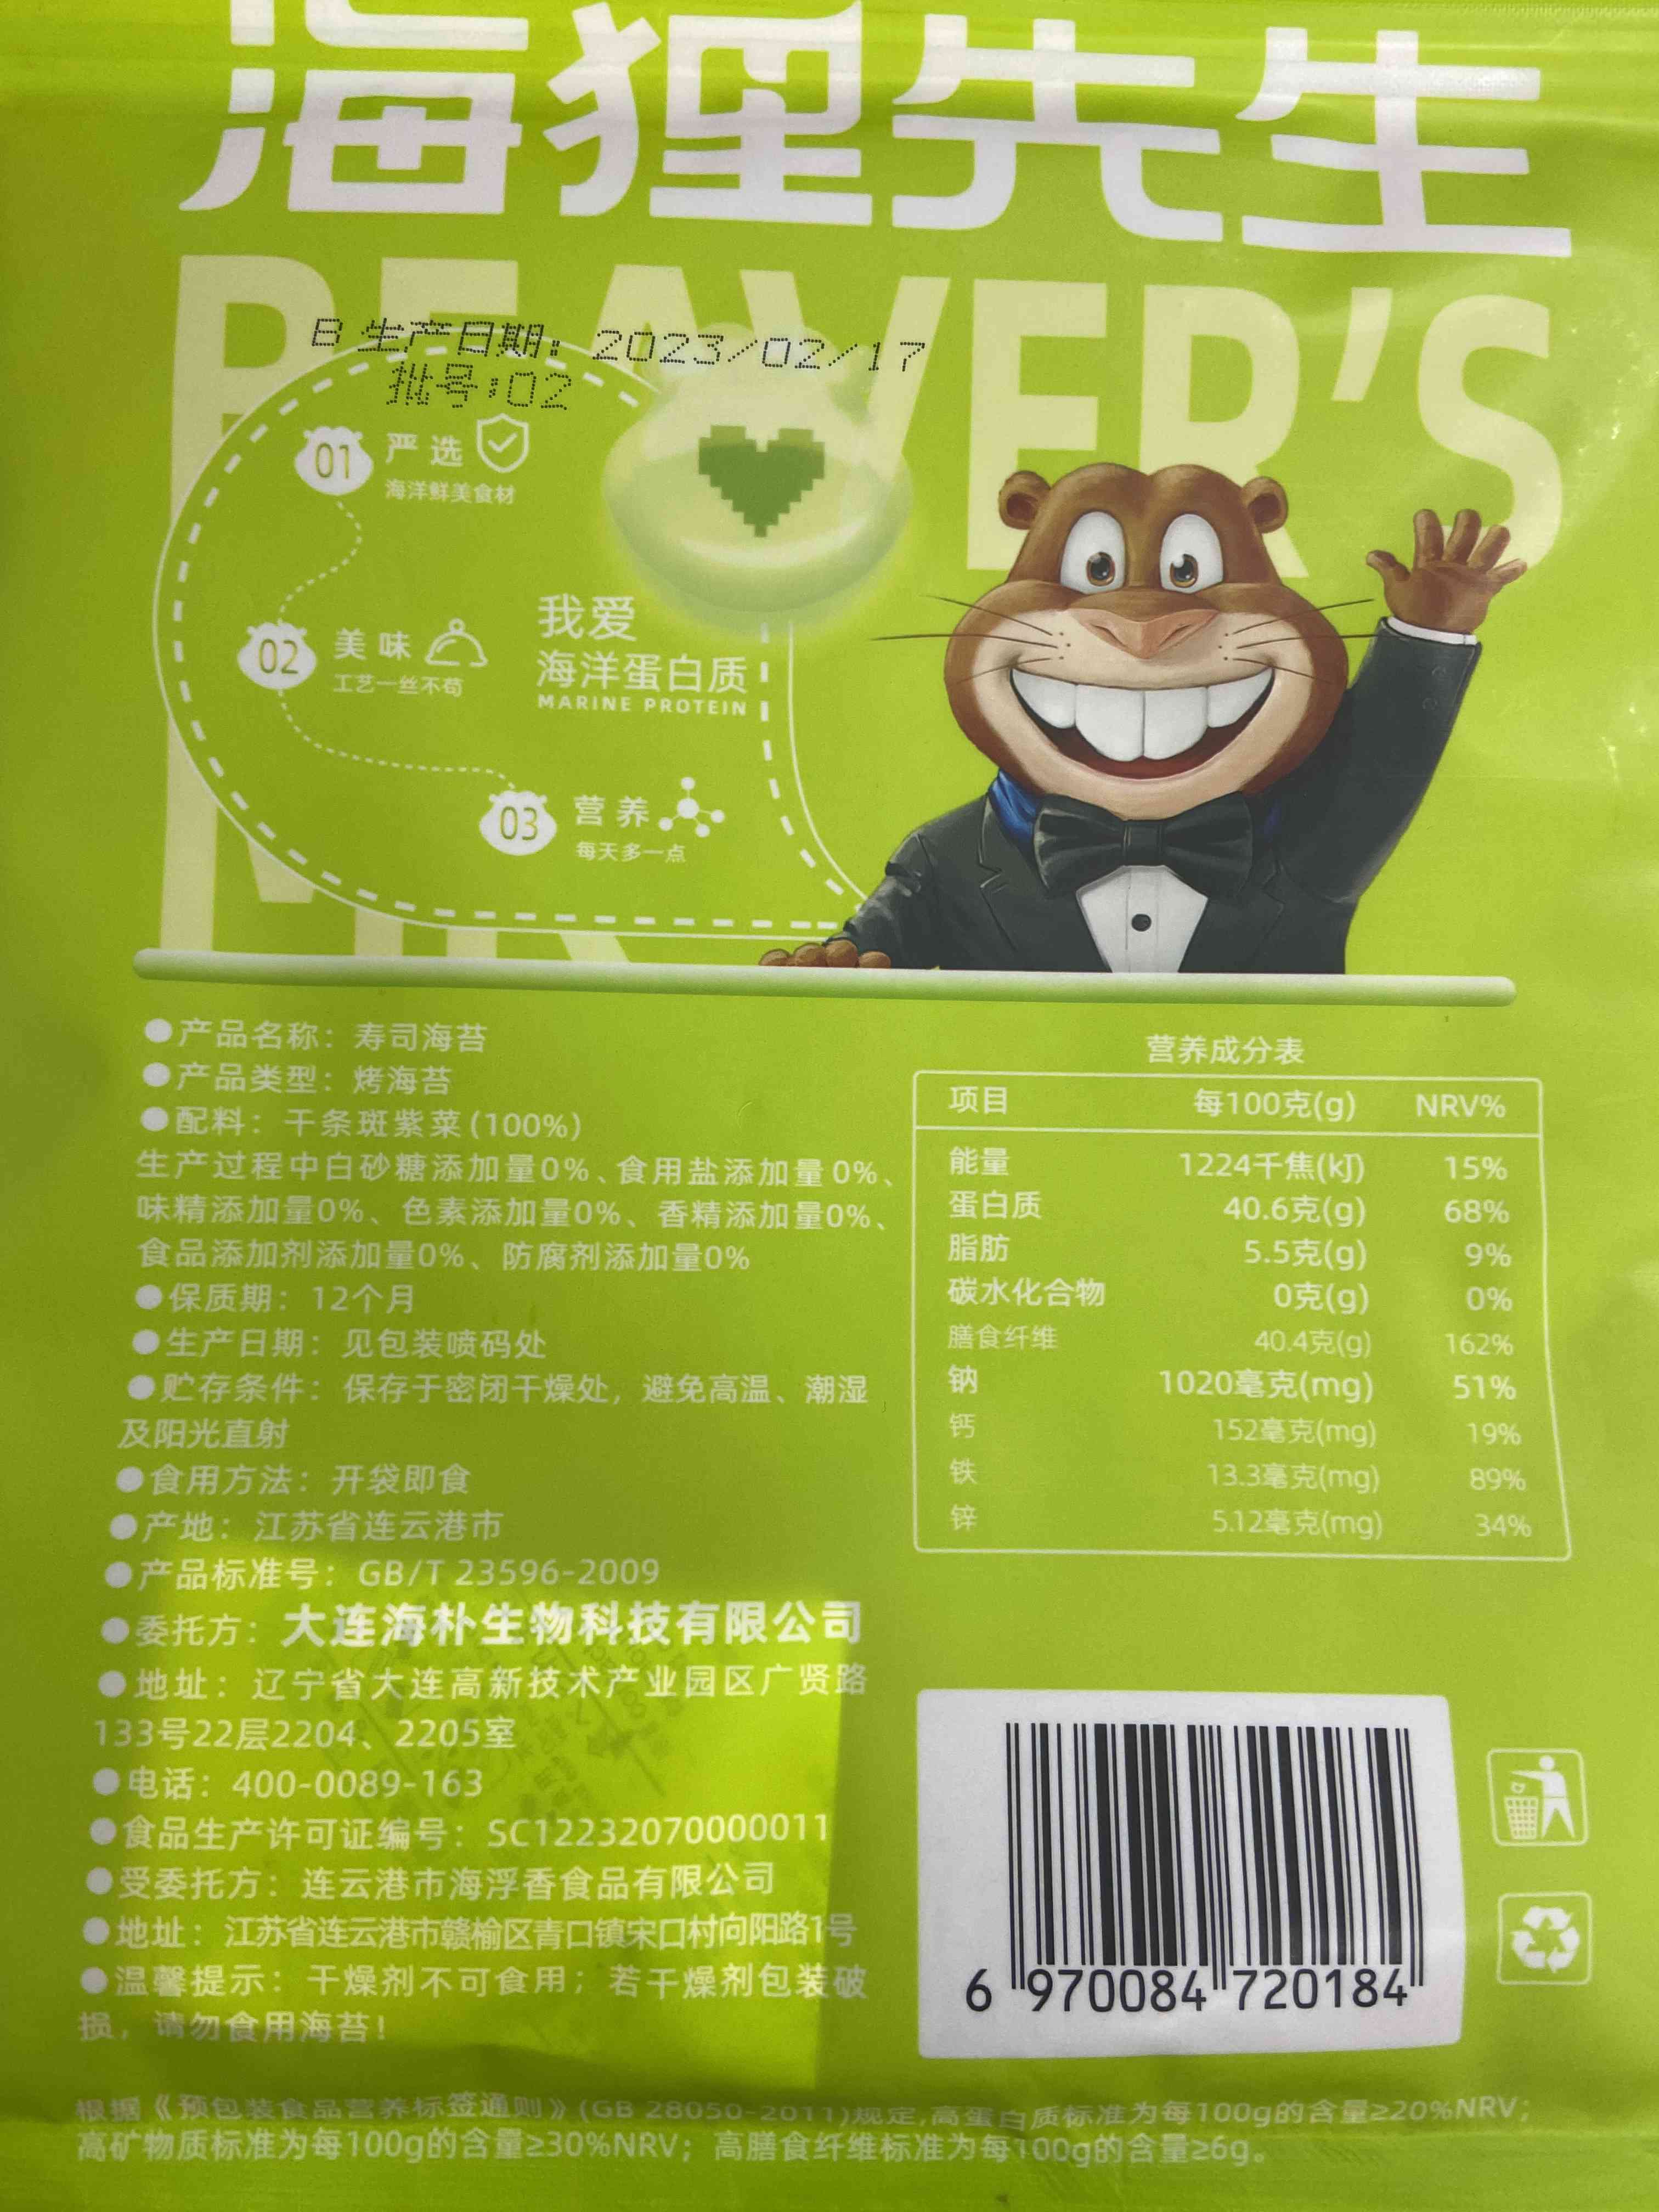 海狸先生
BEAVER'S
B 生产日期：2023/02/17
批号：02
01 严选
海洋鲜美食材
02 美味
工艺一丝不苟
我爱
海洋蛋白质
MARINE PROTEIN
03 营养
每天多一点
MR
●产品名称：寿司海苔
●产品类型：烤海苔
●配料：干条斑紫菜(100%)
生产过程中白砂糖添加量0%、食用盐添加量0%、
味精添加量0%、色素添加量0%、香精添加量0%、
食品添加剂添加量0%、防腐剂添加量0%
●保质期：12个月
●生产日期：见包装喷码处
●贮存条件：保存于密闭干燥处，避免高温、潮湿
及阳光直射
●食用方法：开袋即食
●产地：江苏省连云港市
●产品标准号：GB/T 23596-2009
●委托方：大连海朴生物科技有限公司
●地址：辽宁省大连高新技术产业园区广贤路
133号22层2204、2205室
●电话：400-0089-163
●食品生产许可证编号：SC12232070000011
●受委托方：连云港市海浮香食品有限公司
●地址：江苏省连云港市赣榆区青口镇宋口村向阳路1号
●温馨提示：干燥剂不可食用；若干燥剂包装破
损，请勿食用海苔！
营养成分表
项目 每100克(g) NRV%
能量 1224千焦(kJ) 15%
蛋白质 40.6克(g) 68%
脂肪 5.5克(g) 9%
碳水化合物 0克(g) 0%
膳食纤维 40.4克(g) 162%
钠 1020毫克(mg) 51%
钙 152毫克(mg) 19%
铁 13.3毫克(mg) 89%
锌 5.12毫克(mg) 34%
6 970084 720184
根据《预包装食品营养标签通则》(GB 28050-2011)规定,高蛋白质标准为每100g的含量≥20%NRV；
高矿物质标准为每100g的含量≥30%NRV；高膳食纤维标准为每100g的含量≥6g。